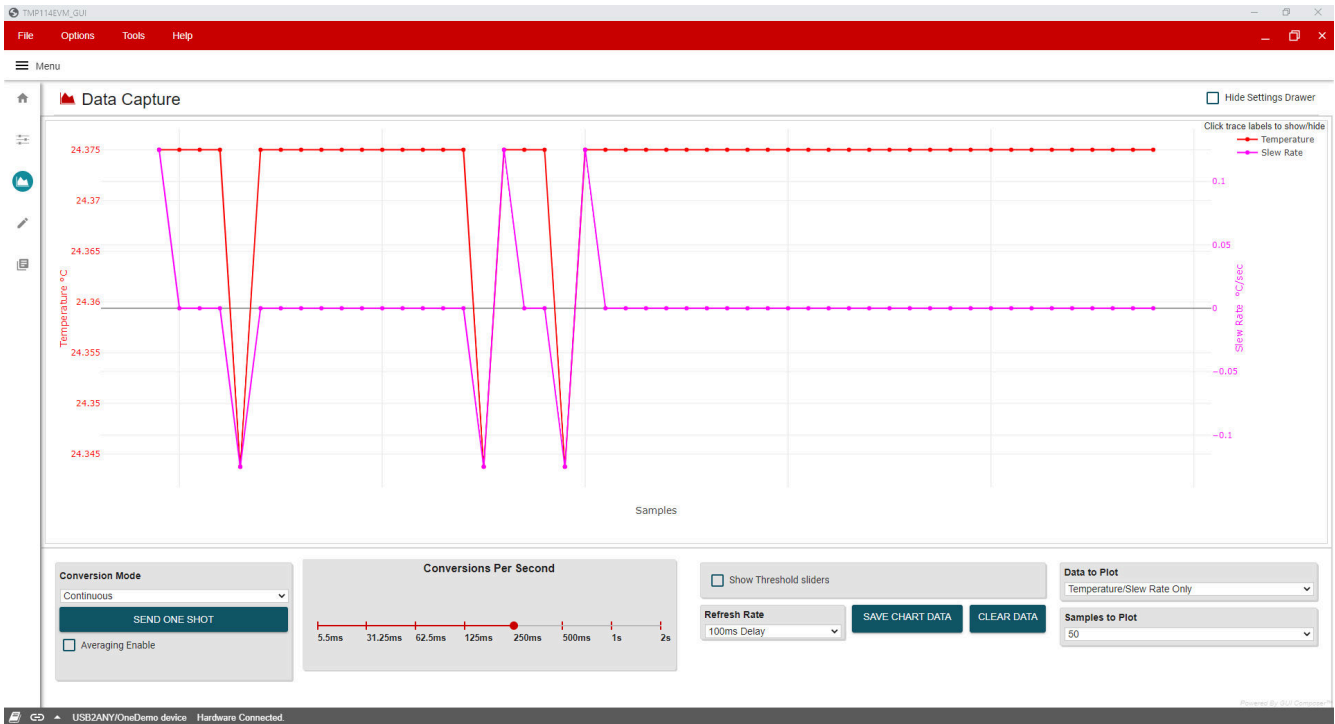 TMP114EVM_GUI
File Options Tools Help
Menu
Data Capture
Hide Settings Drawer
Click trace labels to show/hide
Temperature
Slew Rate
24.375
24.37
24.365
24.36
24.355
24.35
24.345
Temperature °C
0.1
0.05
0
−0.05
−0.1
Slew Rate °C/sec
Samples
Conversion Mode
Continuous
SEND ONE SHOT
Averaging Enable
Conversions Per Second
5.5ms 31.25ms 62.5ms 125ms 250ms 500ms 1s 2s
Show Threshold sliders
Refresh Rate
100ms Delay
SAVE CHART DATA
CLEAR DATA
Data to Plot
Temperature/Slew Rate Only
Samples to Plot
50
Powered By GUI Composer™
USB2ANY/OneDemo device Hardware Connected.